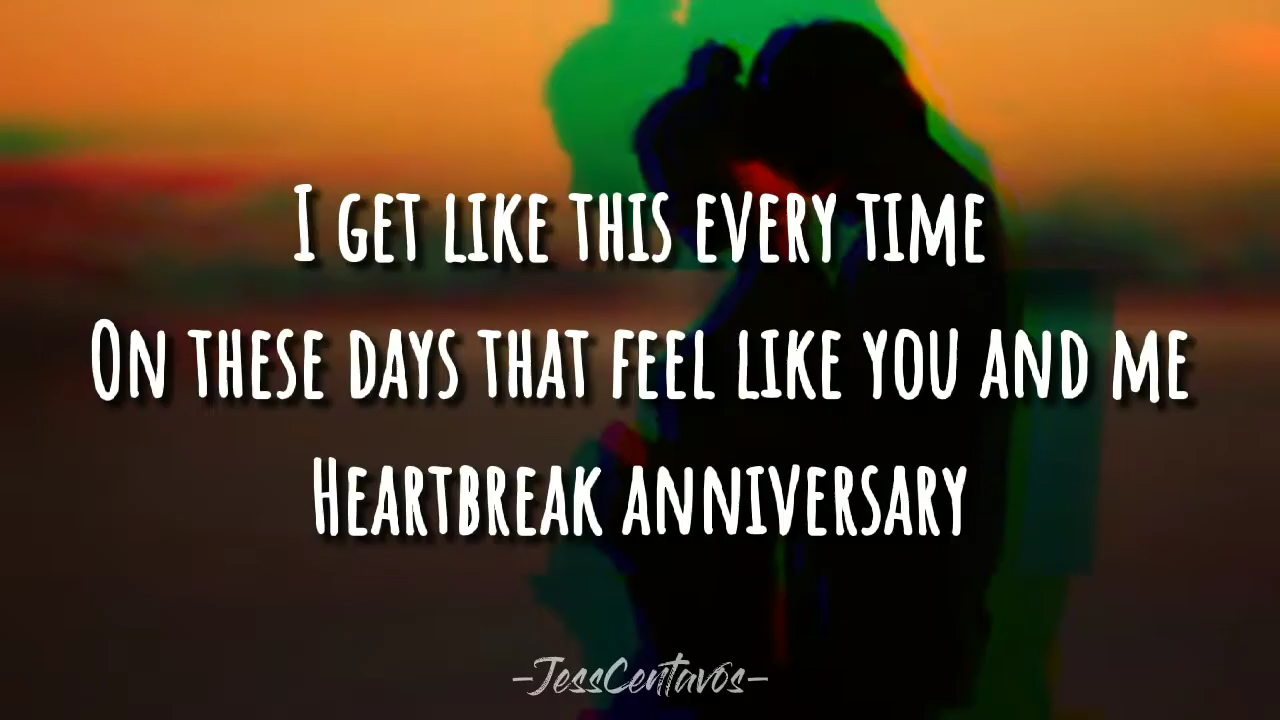 I get like this every time
On these days that feel like you and me
Heartbreak anniversary
-JessCentavos-